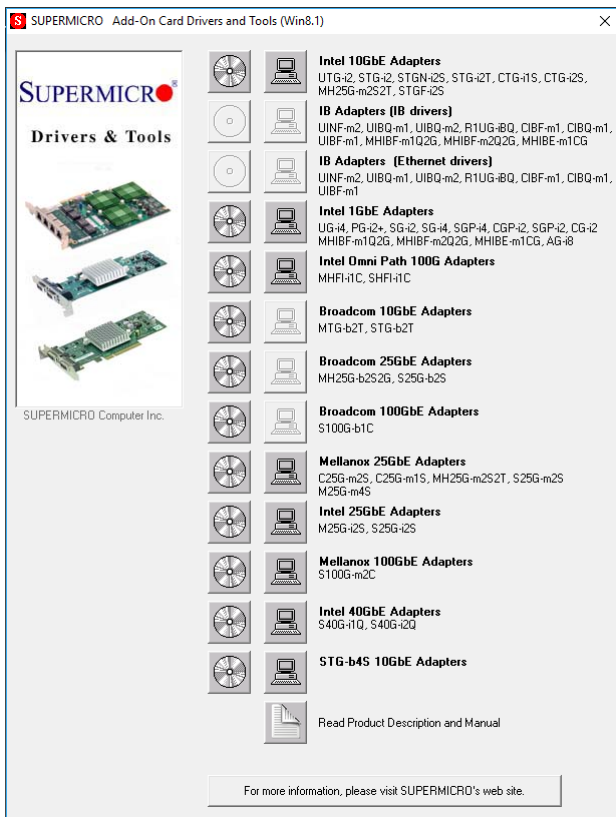 SUPERMICRO Add-On Card Drivers and Tools (Win8.1)
SUPERMICRO®
Drivers & Tools
SUPERMICRO Computer Inc.
Intel 10GbE Adapters
UTG-i2, STG-i2, STGN-i2S, STG-i2T, CTG-i1S, CTG-i2S,
MH25G-m2S2T, STGF-i2S
IB Adapters (IB drivers)
UINF-m2, UIBQ-m1, UIBQ-m2, R1UG-iBQ, CIBF-m1, CIBQ-m1,
UIBF-m1, MHIBF-m1Q2G, MHIBF-m2Q2G, MHIBE-m1CG
IB Adapters (Ethernet drivers)
UINF-m2, UIBQ-m1, UIBQ-m2, R1UG-iBQ, CIBF-m1, CIBQ-m1,
UIBF-m1
Intel 1GbE Adapters
UG-i4, PG-i2+, SG-i2, SG-i4, SGP-i4, CGP-i2, SGP-i2, CG-i2
MHIBF-m1Q2G, MHIBF-m2Q2G, MHIBE-m1CG, AG-i8
Intel Omni Path 100G Adapters
MHFI-i1C, SHFI-i1C
Broadcom 10GbE Adapters
MTG-b2T, STG-b2T
Broadcom 25GbE Adapters
MH25G-b2S2G, S25G-b2S
Broadcom 100GbE Adapters
S100G-b1C
Mellanox 25GbE Adapters
C25G-m2S, C25G-m1S, MH25G-m2S2T, S25G-m2S
M25G-m4S
Intel 25GbE Adapters
M25G-i2S, S25G-i2S
Mellanox 100GbE Adapters
S100G-m2C
Intel 40GbE Adapters
S40G-i1Q, S40G-i2Q
STG-b4S 10GbE Adapters
Read Product Description and Manual
For more information, please visit SUPERMICRO's web site.